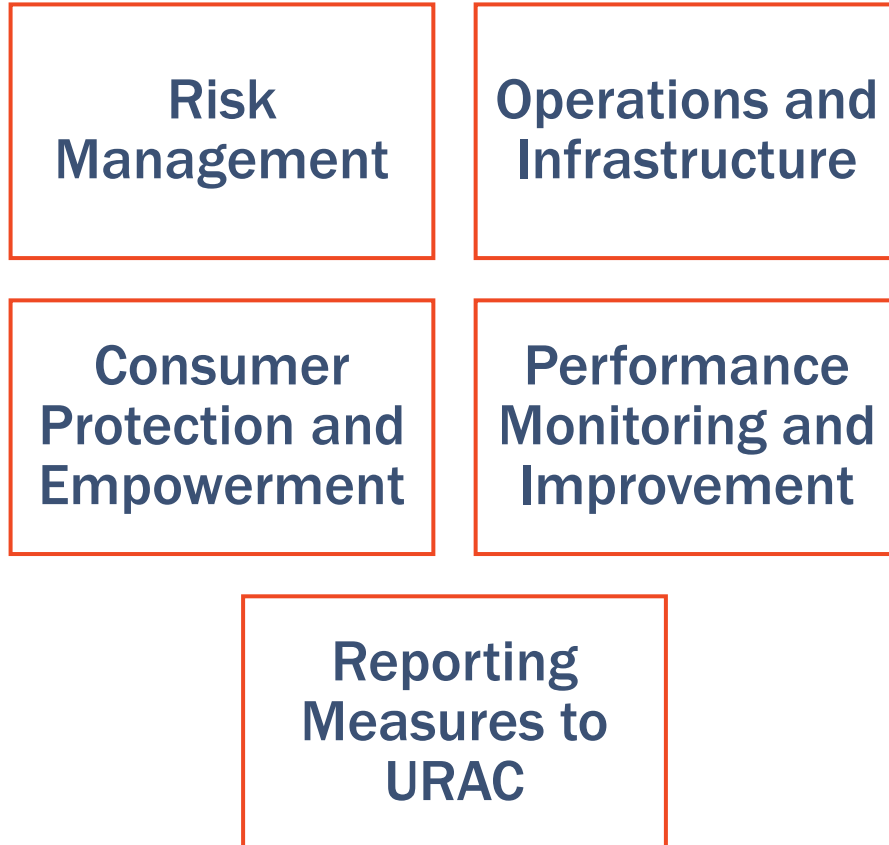 Risk
Management
Operations and
Infrastructure
Consumer
Protection and
Empowerment
Performance
Monitoring and
Improvement
Reporting
Measures to
URAC